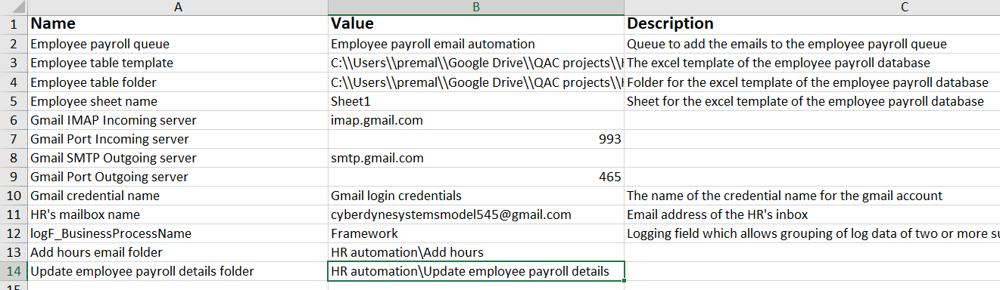 A B C
1 Name Value Description
2 Employee payroll queue Employee payroll email automation Queue to add the emails to the employee payroll queue
3 Employee table template C:\\Users\\premal\\Google Drive\\QAC projects\\ The excel template of the employee payroll database
4 Employee table folder C:\\Users\\premal\\Google Drive\\QAC projects\\ Folder for the excel template of the employee payroll database
5 Employee sheet name Sheet1 Sheet for the excel template of the employee payroll database
6 Gmail IMAP Incoming server imap.gmail.com
7 Gmail Port Incoming server 993
8 Gmail SMTP Outgoing server smtp.gmail.com
9 Gmail Port Outgoing server 465
10 Gmail credential name Gmail login credentials The name of the credential name for the gmail account
11 HR's mailbox name cyberdynesystemsmodel545@gmail.com Email address of the HR's inbox
12 logF_BusinessProcessName Framework Logging field which allows grouping of log data of two or more
13 Add hours email folder HR automation\Add hours
14 Update employee payroll details folder HR automation\Update employee payroll details
15